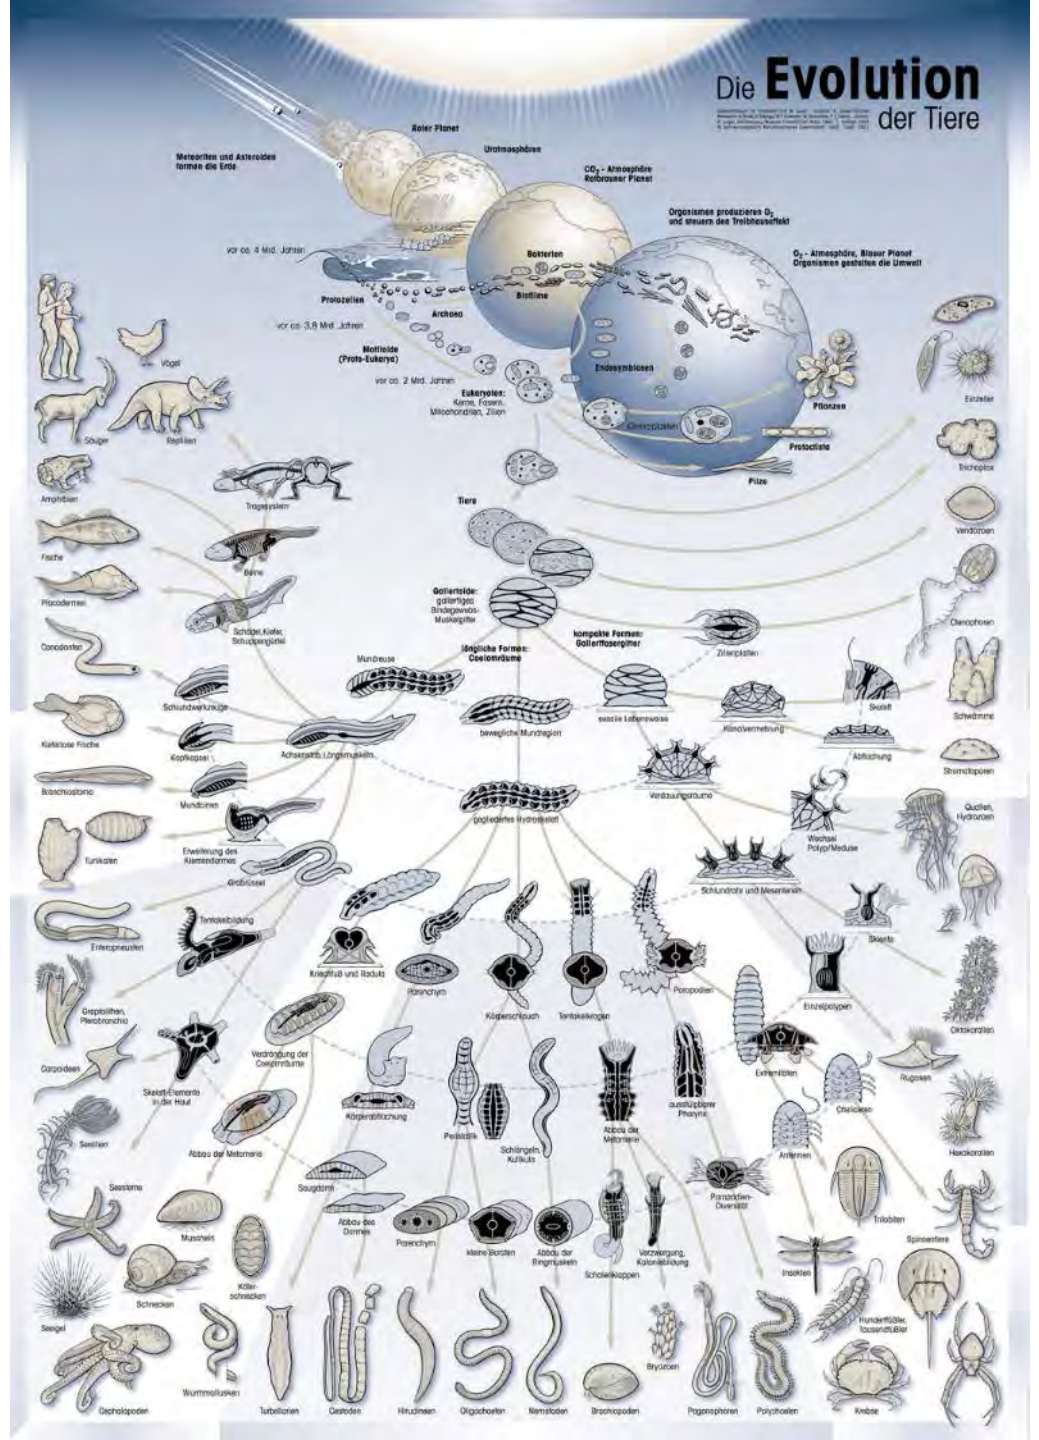 Die Evolution
der Tiere
Roter Planet
Meteoriten und Asteroiden
formen die Erde
Uratmosphären
CO₂ - Atmosphäre
Rotbrauner Planet
Organismen produzieren O₂
und steuern den Treibhauseffekt
O₂ - Atmosphäre, Blauer Planet
Organismen gestalten die Umwelt
vor ca. 4 Mrd. Jahren
Bakterien
Biofilme
Protozellen
Archaea
vor ca. 3,8 Mrd. Jahren
Mollioide
(Proto-Eukarya)
vor ca. 2 Mrd. Jahren
Eukaryoten:
Kerne, Fasern,
Mitochondrien, Zilien
Endosymbiosen
Pflanzen
Protoctista
Pilze
Tiere
Vögel
Säuger
Reptilien
Amphibien
Fische
Placodermen
Conodonten
Kieferlose Fische
Branchiostoma
Tunikaten
Enteropneusten
Graptolithen,
Pterobranchia
Carpoideen
Seelilien
Seesterne
Seeigel
Cephalopoden
Einzeller
Trichoplax
Vendozoen
Ctenophoren
Schwämme
Stromatoporen
Quallen,
Hydrozoen
Oktokorallen
Rugosen
Hexakorallen
Spinnentiere
Tragesystem
Beine
Schädel, Kiefer,
Schuppengürtel
Gallertoide:
gallertiges
Bindegewebs-
Muskelgitter
kompakte Formen:
Gallertfasergitter
längliche Formen:
Coelomräume
Zilienplatten
Mundreuse
Schlundwerkzeuge
Kopfkapsel
Mundcirren
Achsenstab, Längsmuskeln
bewegliche Mundregion
sessile Lebensweise
Kanalvernetzung
Skelett
Abflachung
Verdauungsräume
Wechsel
Polyp/Meduse
gegliedertes Hydroskelett
Erweiterung des
Kiemendarmes
Grabrüssel
Tentakelbildung
Schlundrohr und Mesenterien
Sklerite
Kriechfuß und Radula
Parenchym
Körperschlauch
Tentakelkragen
Parapodien
Einzelpolypen
Verdrängung der
Coelomräume
Skelett-Elemente
in der Haut
Körperabflachung
Peristaltik
Schlängeln,
Kutikula
Abbau der
Metamerie
ausstülpbarer
Pharynx
Extremitäten
Cheliceren
Antennen
Abbau der Metamerie
Saugdarm
Abbau des
Darmes
Parenchym
kleine Borsten
Abbau der
Ringmuskeln
Schalenklappen
Verzweigung,
Koloniebildung
Parapodien-
Diversität
Trilobiten
Insekten
Hundertfüßler,
Tausendfüßler
Krebse
Muscheln
Schnecken
Käfer-
schnecken
Wurmmollusken
Turbellarien
Cestoden
Hirudineen
Oligochaeten
Nematoden
Brachiopoden
Bryozoen
Pogonophoren
Polychaeten